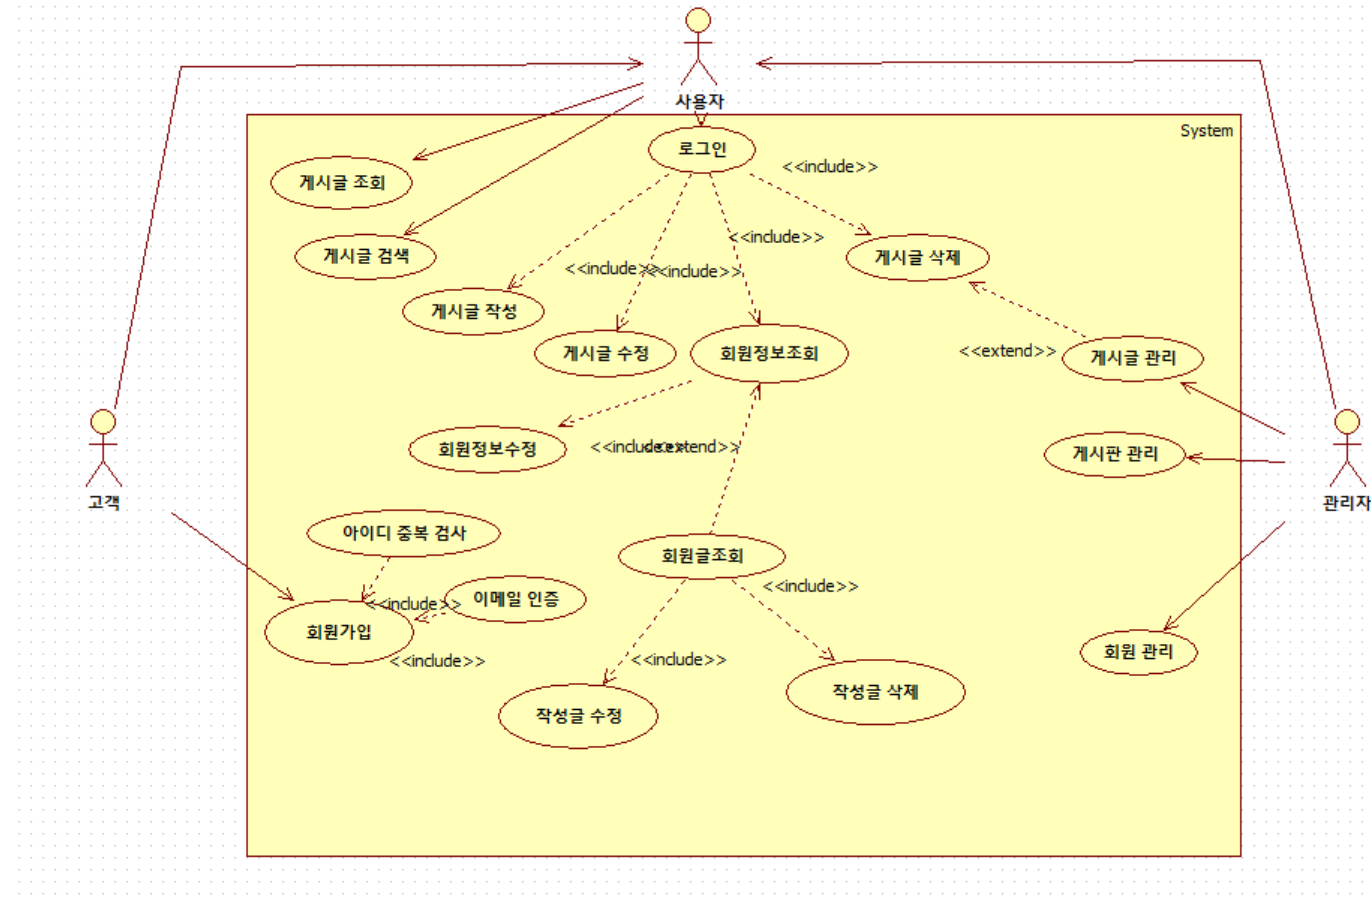 사용자
System
로그인
<<include>>
게시글 조회
<<include>>
게시글 검색
게시글 삭제
<<include>>
<<include>>
게시글 작성
게시글 수정
회원정보조회
<<extend>>
게시글 관리
회원정보수정
<<include>>
<<extend>>
게시판 관리
고객
관리자
아이디 중복 검사
회원글조회
<<include>>
이메일 인증
<<include>>
회원가입
<<include>>
<<include>>
회원 관리
작성글 수정
작성글 삭제